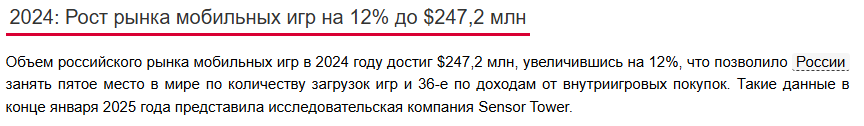 2024: Рост рынка мобильных игр на 12% до $247,2 млн
Объем российского рынка мобильных игр в 2024 году достиг $247,2 млн, увеличившись на 12%, что позволило России
занять пятое место в мире по количеству загрузок игр и 36-е по доходам от внутриигровых покупок. Такие данные в
конце января 2025 года представила исследовательская компания Sensor Tower.